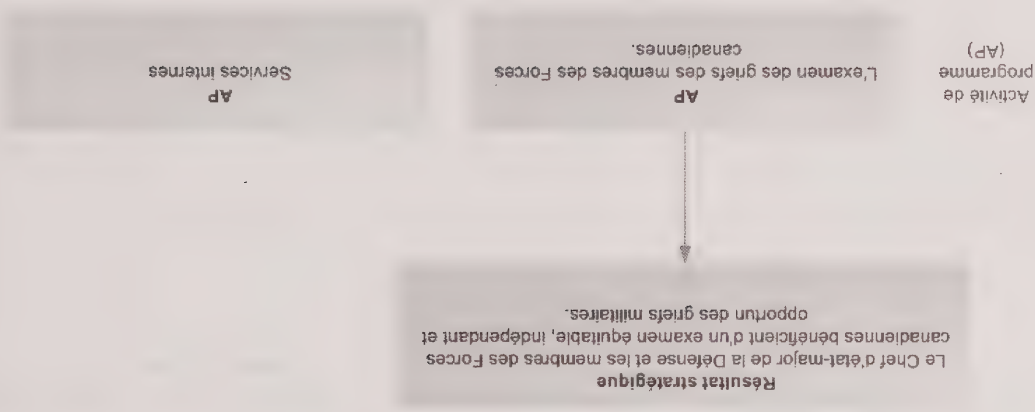 Résultat stratégique
Le Chef d'état-major de la Défense et les membres des Forces
canadiennes bénéficient d'un examen équitable, indépendant et
opportun des griefs militaires.
Activité de
programme
(AP)
AP
L'examen des griefs des membres des Forces
canadiennes.
AP
Services internes